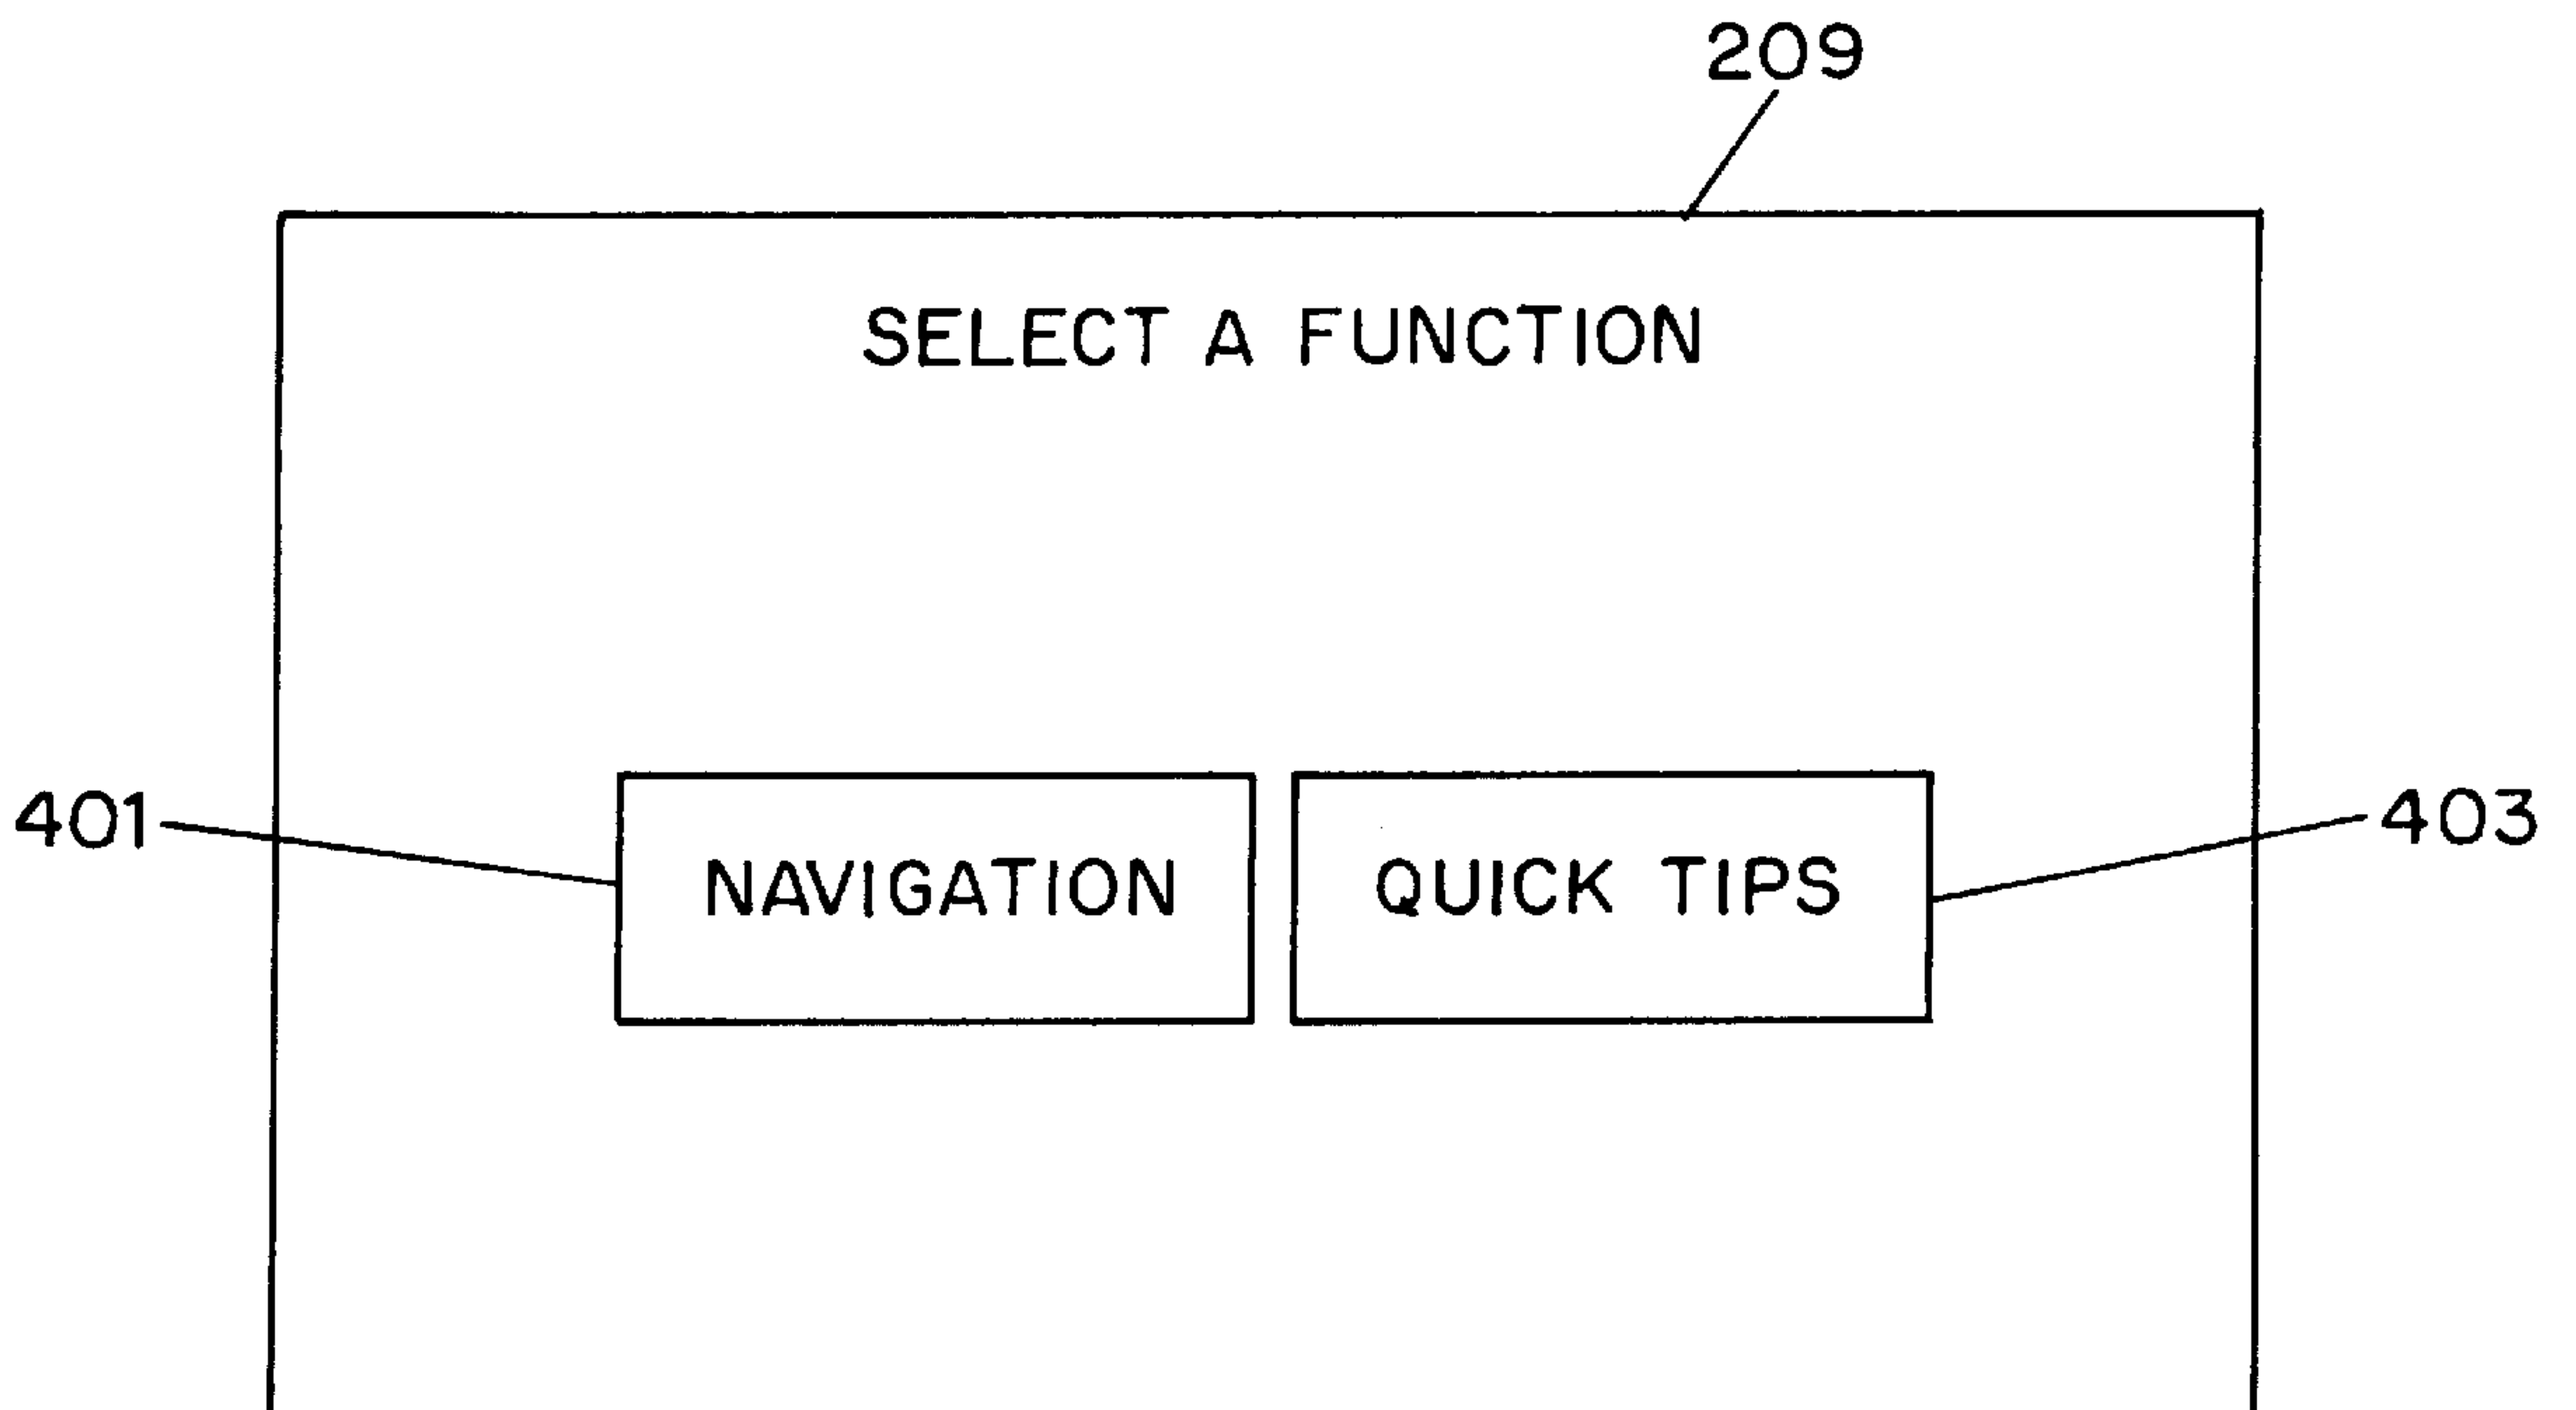 209
SELECT A FUNCTION
401
NAVIGATION
QUICK TIPS
403